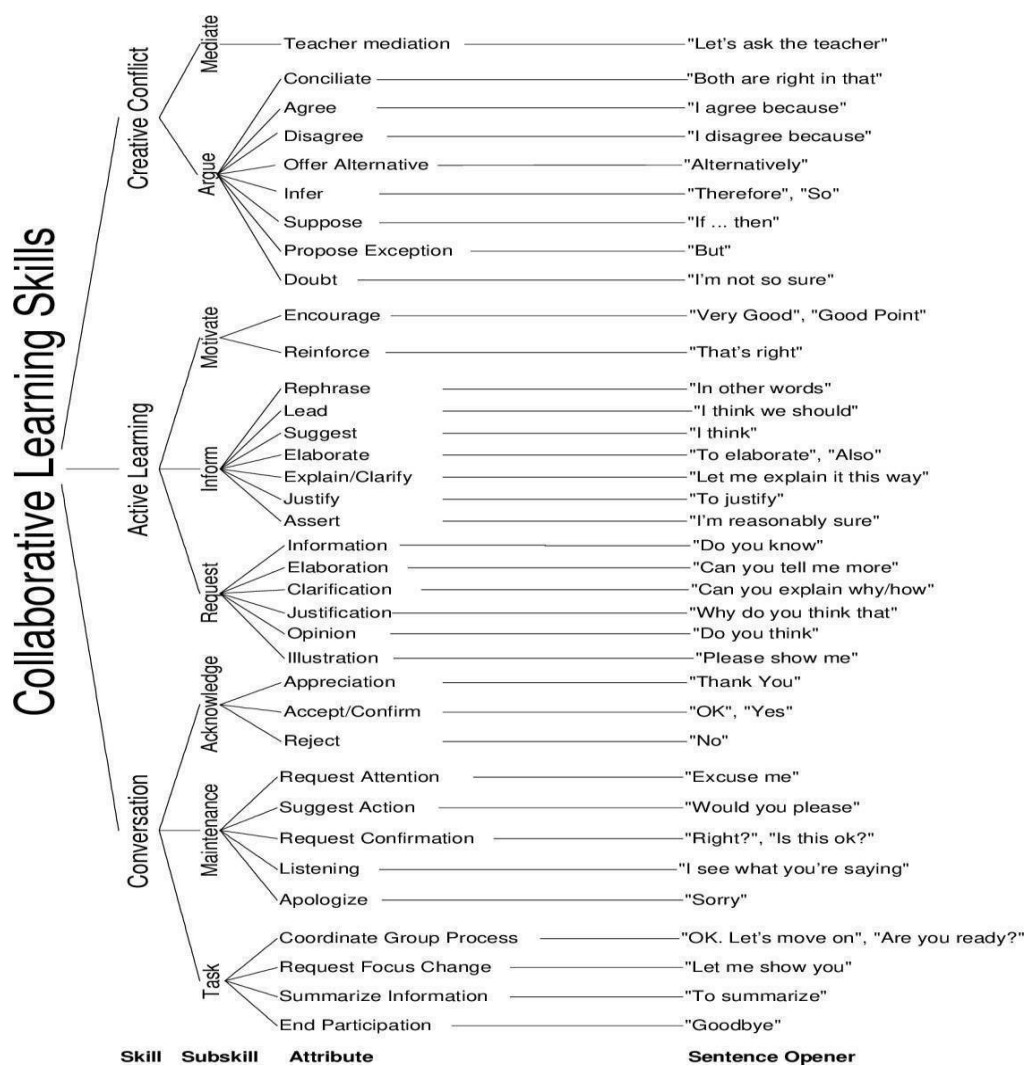 Collaborative Learning Skills
Creative Conflict
Mediate
Teacher mediation "Let's ask the teacher"
Argue
Conciliate "Both are right in that"
Agree "I agree because"
Disagree "I disagree because"
Offer Alternative "Alternatively"
Infer "Therefore", "So"
Suppose "If ... then"
Propose Exception "But"
Doubt "I'm not so sure"
Active Learning
Motivate
Encourage "Very Good", "Good Point"
Reinforce "That's right"
Inform
Rephrase "In other words"
Lead "I think we should"
Suggest "I think"
Elaborate "To elaborate", "Also"
Explain/Clarify "Let me explain it this way"
Justify "To justify"
Assert "I'm reasonably sure"
Request
Information "Do you know"
Elaboration "Can you tell me more"
Clarification "Can you explain why/how"
Justification "Why do you think that"
Opinion "Do you think"
Illustration "Please show me"
Conversation
Acknowledge
Appreciation "Thank You"
Accept/Confirm "OK", "Yes"
Reject "No"
Maintenance
Request Attention "Excuse me"
Suggest Action "Would you please"
Request Confirmation "Right?", "Is this ok?"
Listening "I see what you're saying"
Apologize "Sorry"
Task
Coordinate Group Process "OK. Let's move on", "Are you ready?"
Request Focus Change "Let me show you"
Summarize Information "To summarize"
End Participation "Goodbye"
Skill Subskill Attribute Sentence Opener